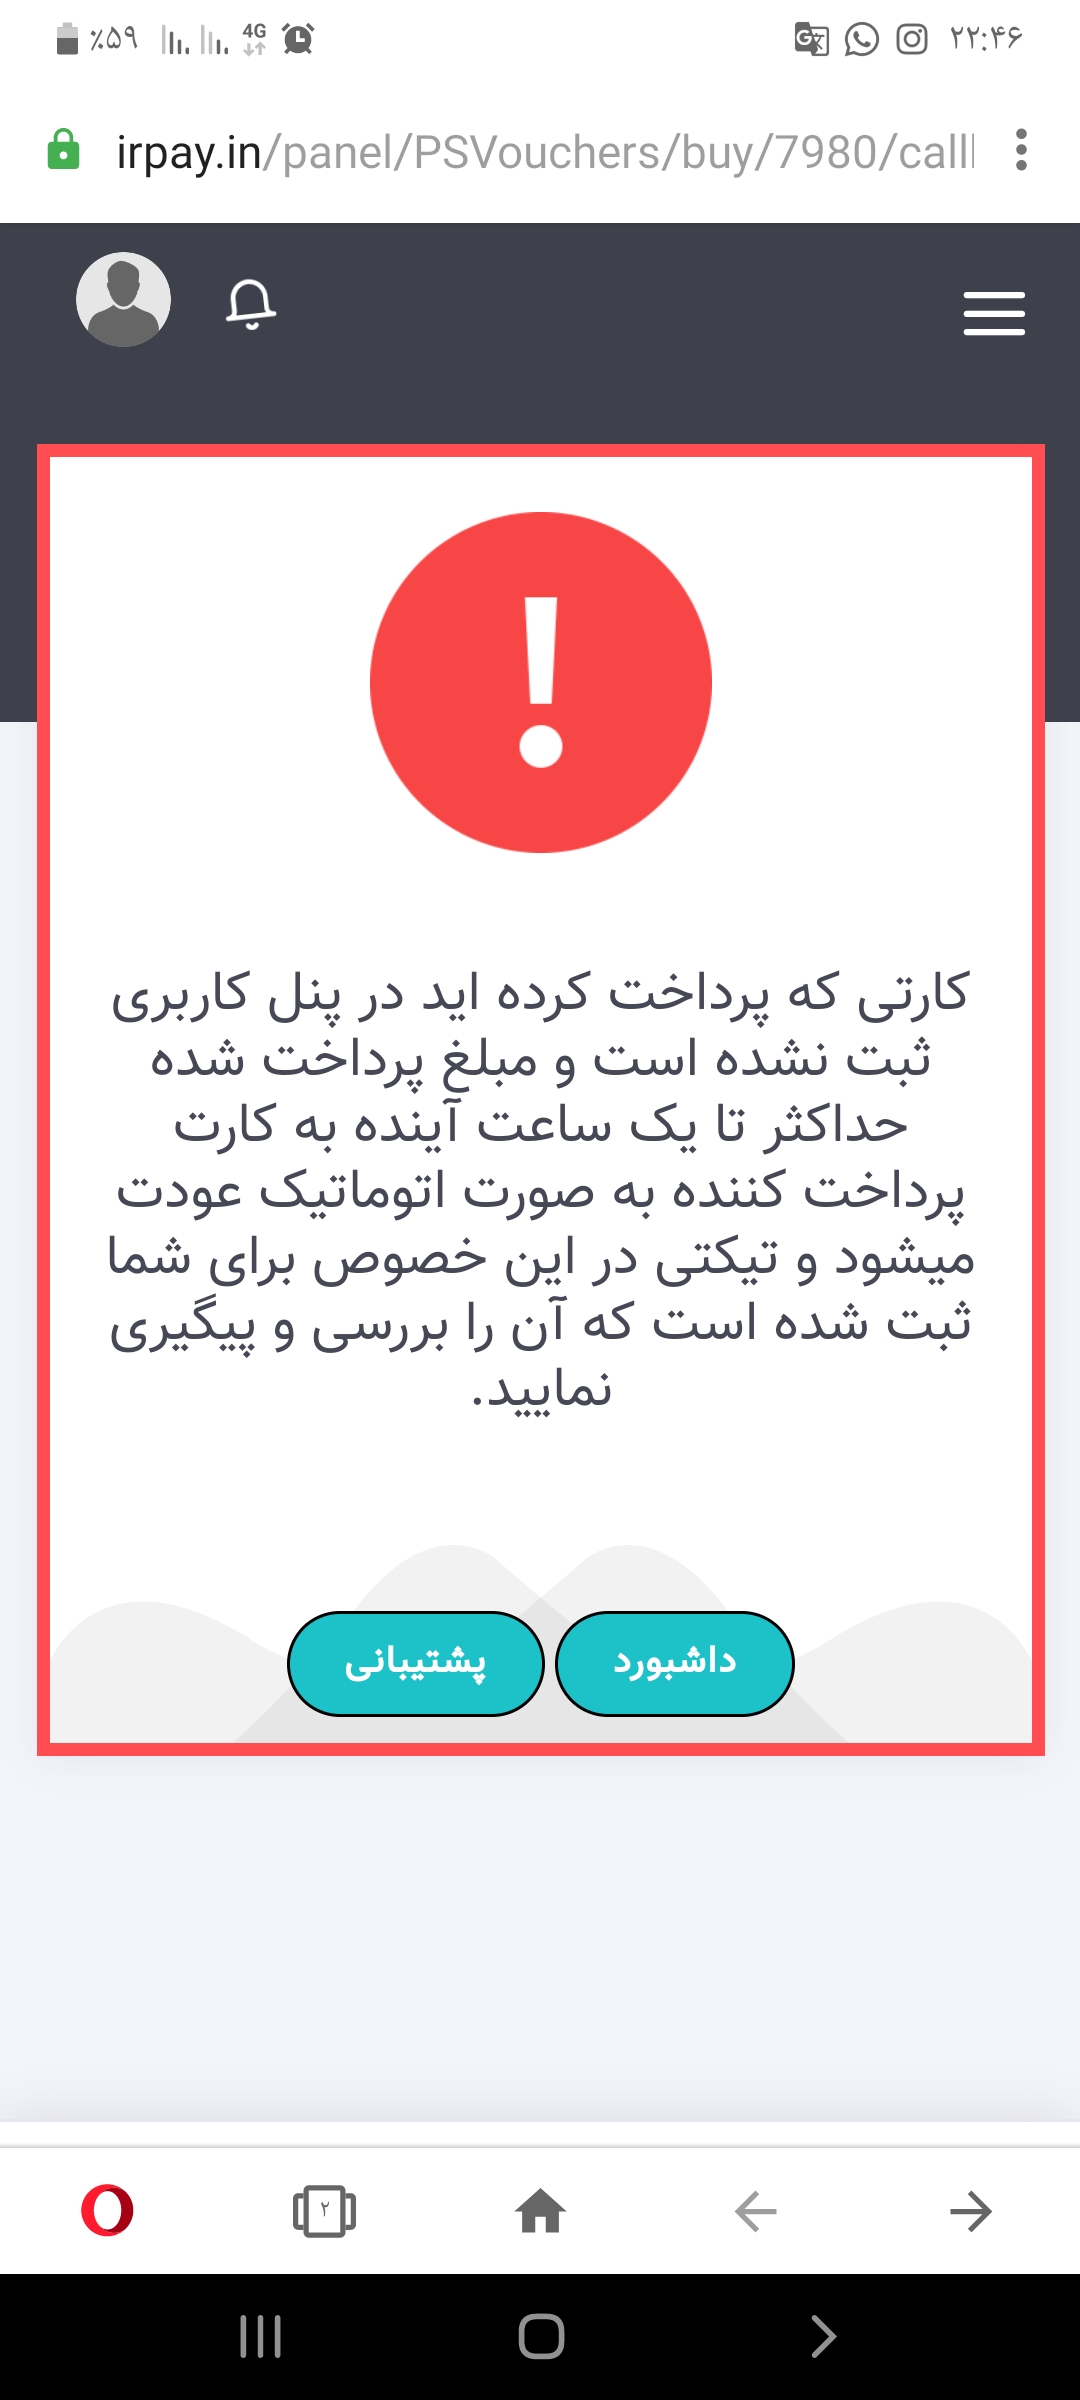 ٪۵۹ 4G ۲۲:۴۶
irpay.in/panel/PSVouchers/buy/7980/call
کارتی که پرداخت کرده اید در پنل کاربری
ثبت نشده است و مبلغ پرداخت شده
حداکثر تا یک ساعت آینده به کارت
پرداخت کننده به صورت اتوماتیک عودت
میشود و تیکتی در این خصوص برای شما
ثبت شده است که آن را بررسی و پیگیری
نمایید.
داشبورد
پشتیبانی
۲